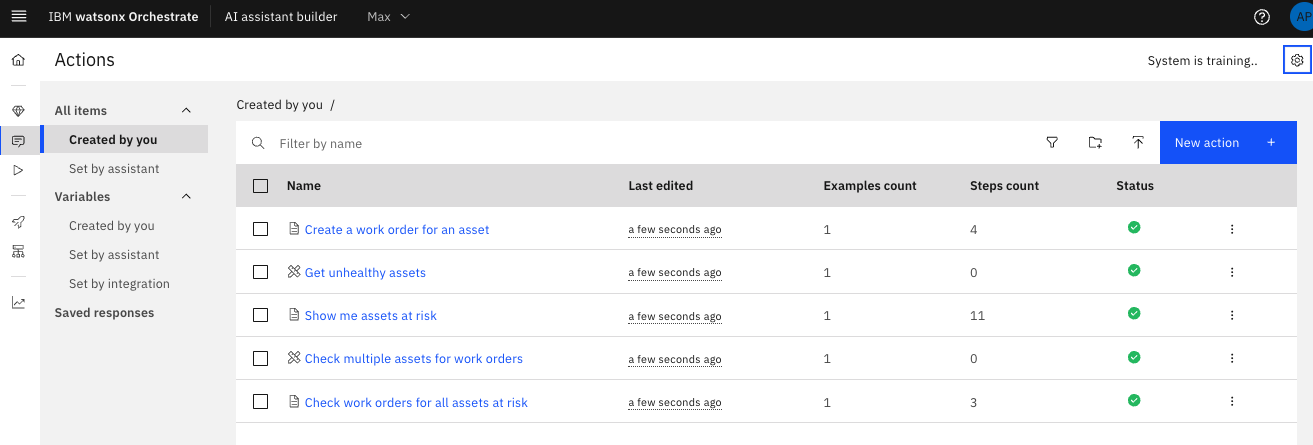 IBM watsonx Orchestrate AI assistant builder Max AP
Actions System is training..
All items
Created by you
Set by assistant
Variables
Created by you
Set by assistant
Set by integration
Saved responses
Created by you /
Filter by name New action +
Name Last edited Examples count Steps count Status
Create a work order for an asset a few seconds ago 1 4
Get unhealthy assets a few seconds ago 1 0
Show me assets at risk a few seconds ago 1 11
Check multiple assets for work orders a few seconds ago 1 0
Check work orders for all assets at risk a few seconds ago 1 3